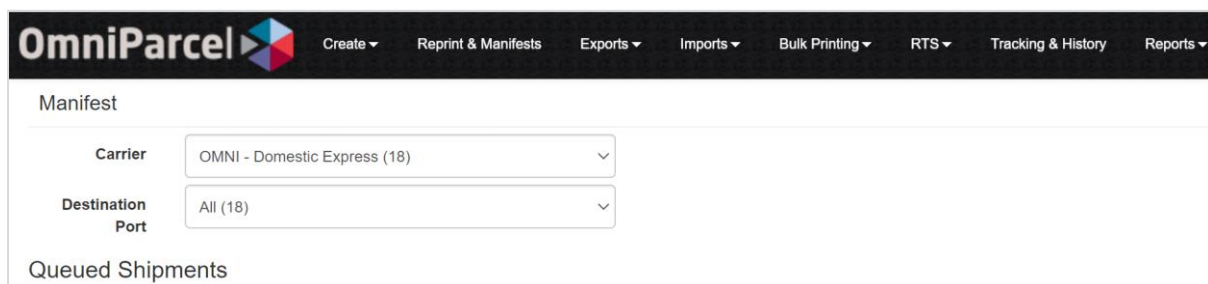 OmniParcel Create Reprint & Manifests Exports Imports Bulk Printing RTS Tracking & History Reports
Manifest
Carrier OMNI - Domestic Express (18)
Destination Port All (18)
Queued Shipments